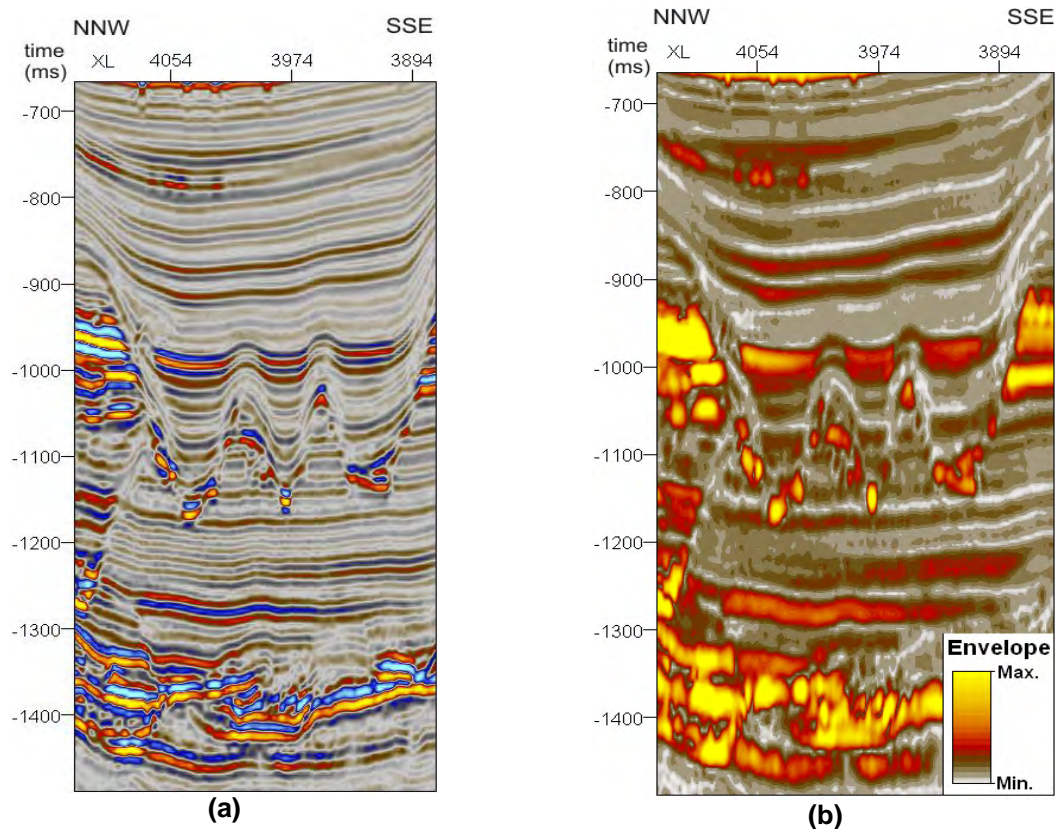 NNW SSE
time (ms)
XL 4054 3974 3894
-700
-800
-900
-1000
-1100
-1200
-1300
-1400
(a)
NNW SSE
time (ms)
XL 4054 3974 3894
-700
-800
-900
-1000
-1100
-1200
-1300
-1400
Envelope
Max.
Min.
(b)